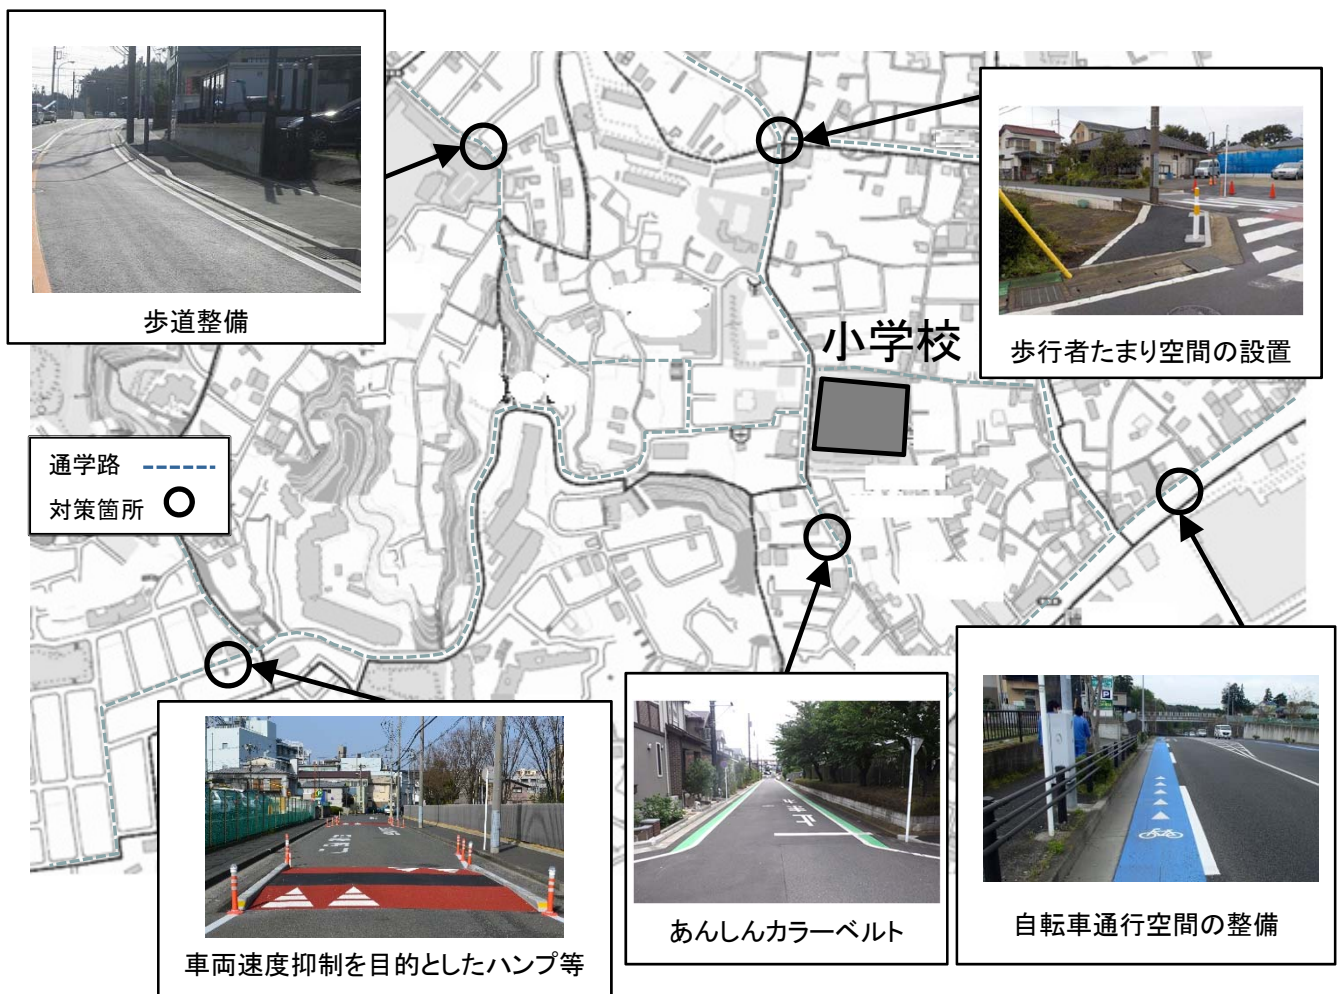 歩道整備
歩行者たまり空間の設置
小学校
通学路
対策箇所
車両速度抑制を目的としたハンプ等
あんしんカラーベルト
止まれ
自転車通行空間の整備
P